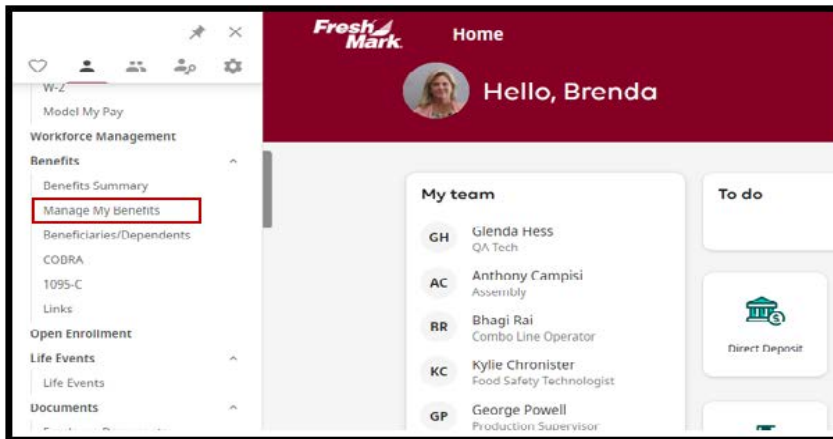 W-2
Model My Pay
Workforce Management
Benefits
Benefits Summary
Manage My Benefits
Beneficiaries/Dependents
COBRA
1095-C
Links
Open Enrollment
Life Events
Life Events
Documents
Fresh Mark.
Home
Hello, Brenda
My team
GH
Glenda Hess
QA Tech
AC
Anthony Campisi
Assembly
BR
Bhagi Rai
Combo Line Operator
KC
Kylie Chronister
Food Safety Technologist
GP
George Powell
Production Supervisor
To do
Direct Deposit